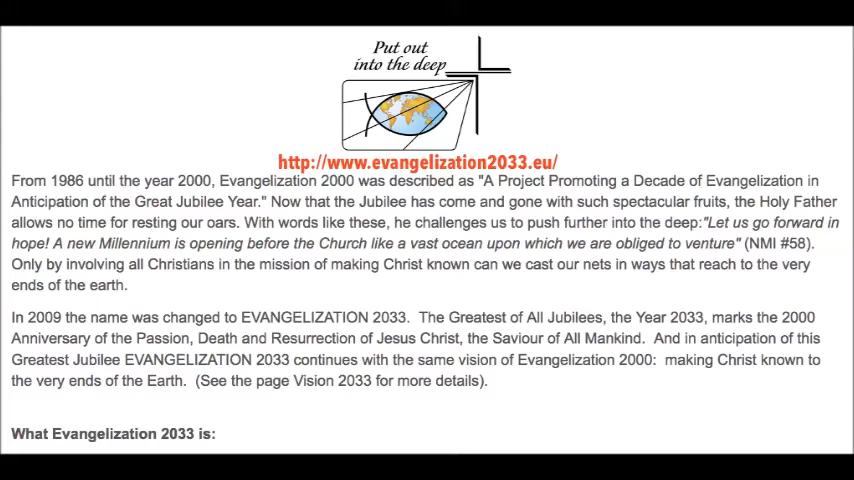 Put out
into the deep
http://www.evangelization2033.eu/
From 1986 until the year 2000, Evangelization 2000 was described as "A Project Promoting a Decade of Evangelization in
Anticipation of the Great Jubilee Year." Now that the Jubilee has come and gone with such spectacular fruits, the Holy Father
allows no time for resting our oars. With words like these, he challenges us to push further into the deep:"Let us go forward in
hope! A new Millennium is opening before the Church like a vast ocean upon which we are obliged to venture" (NMI #58).
Only by involving all Christians in the mission of making Christ known can we cast our nets in ways that reach to the very
ends of the earth.
In 2009 the name was changed to EVANGELIZATION 2033. The Greatest of All Jubilees, the Year 2033, marks the 2000
Anniversary of the Passion, Death and Resurrection of Jesus Christ, the Saviour of All Mankind. And in anticipation of this
Greatest Jubilee EVANGELIZATION 2033 continues with the same vision of Evangelization 2000: making Christ known to
the very ends of the Earth. (See the page Vision 2033 for more details).
What Evangelization 2033 is: